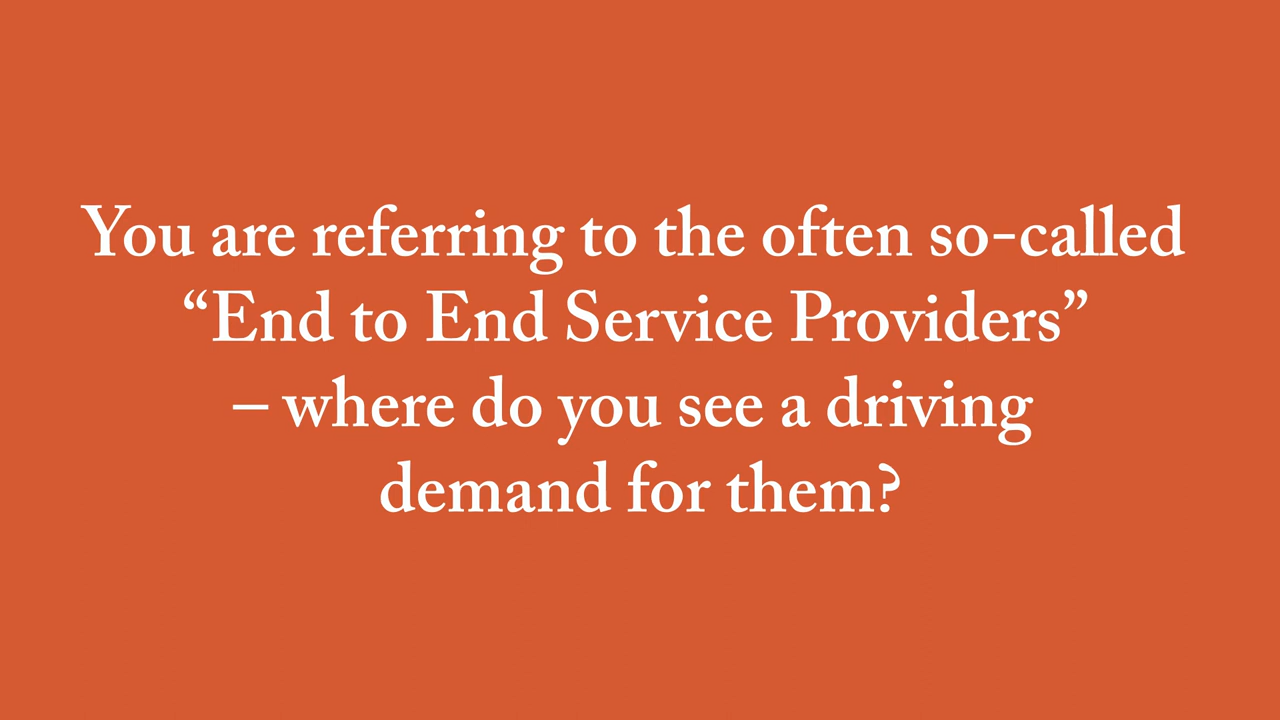 You are referring to the often so-called
“End to End Service Providers”
– where do you see a driving
demand for them?